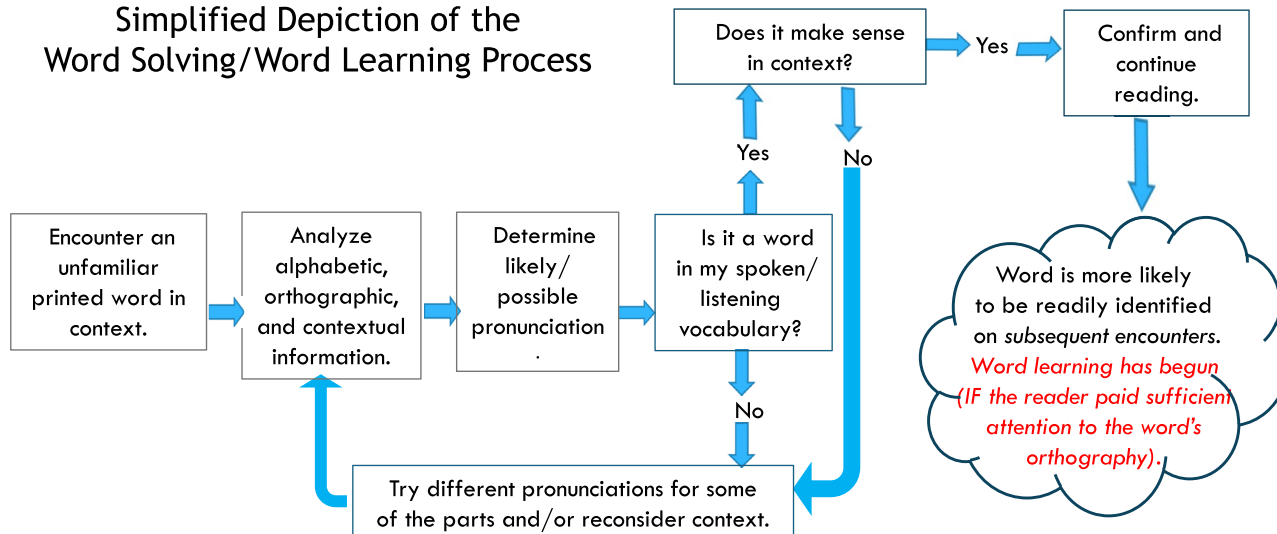 Simplified Depiction of the
Word Solving/Word Learning Process
Encounter an
unfamiliar
printed word in
context.
Analyze
alphabetic,
orthographic,
and contextual
information.
Determine
likely/
possible
pronunciation
.
Is it a word
in my spoken/
listening
vocabulary?
Yes
Does it make sense
in context?
Yes
Confirm and
continue
reading.
No
No
Try different pronunciations for some
of the parts and/or reconsider context.
Word is more likely
to be readily identified
on subsequent encounters.
Word learning has begun
(IF the reader paid sufficient
attention to the word's
orthography).